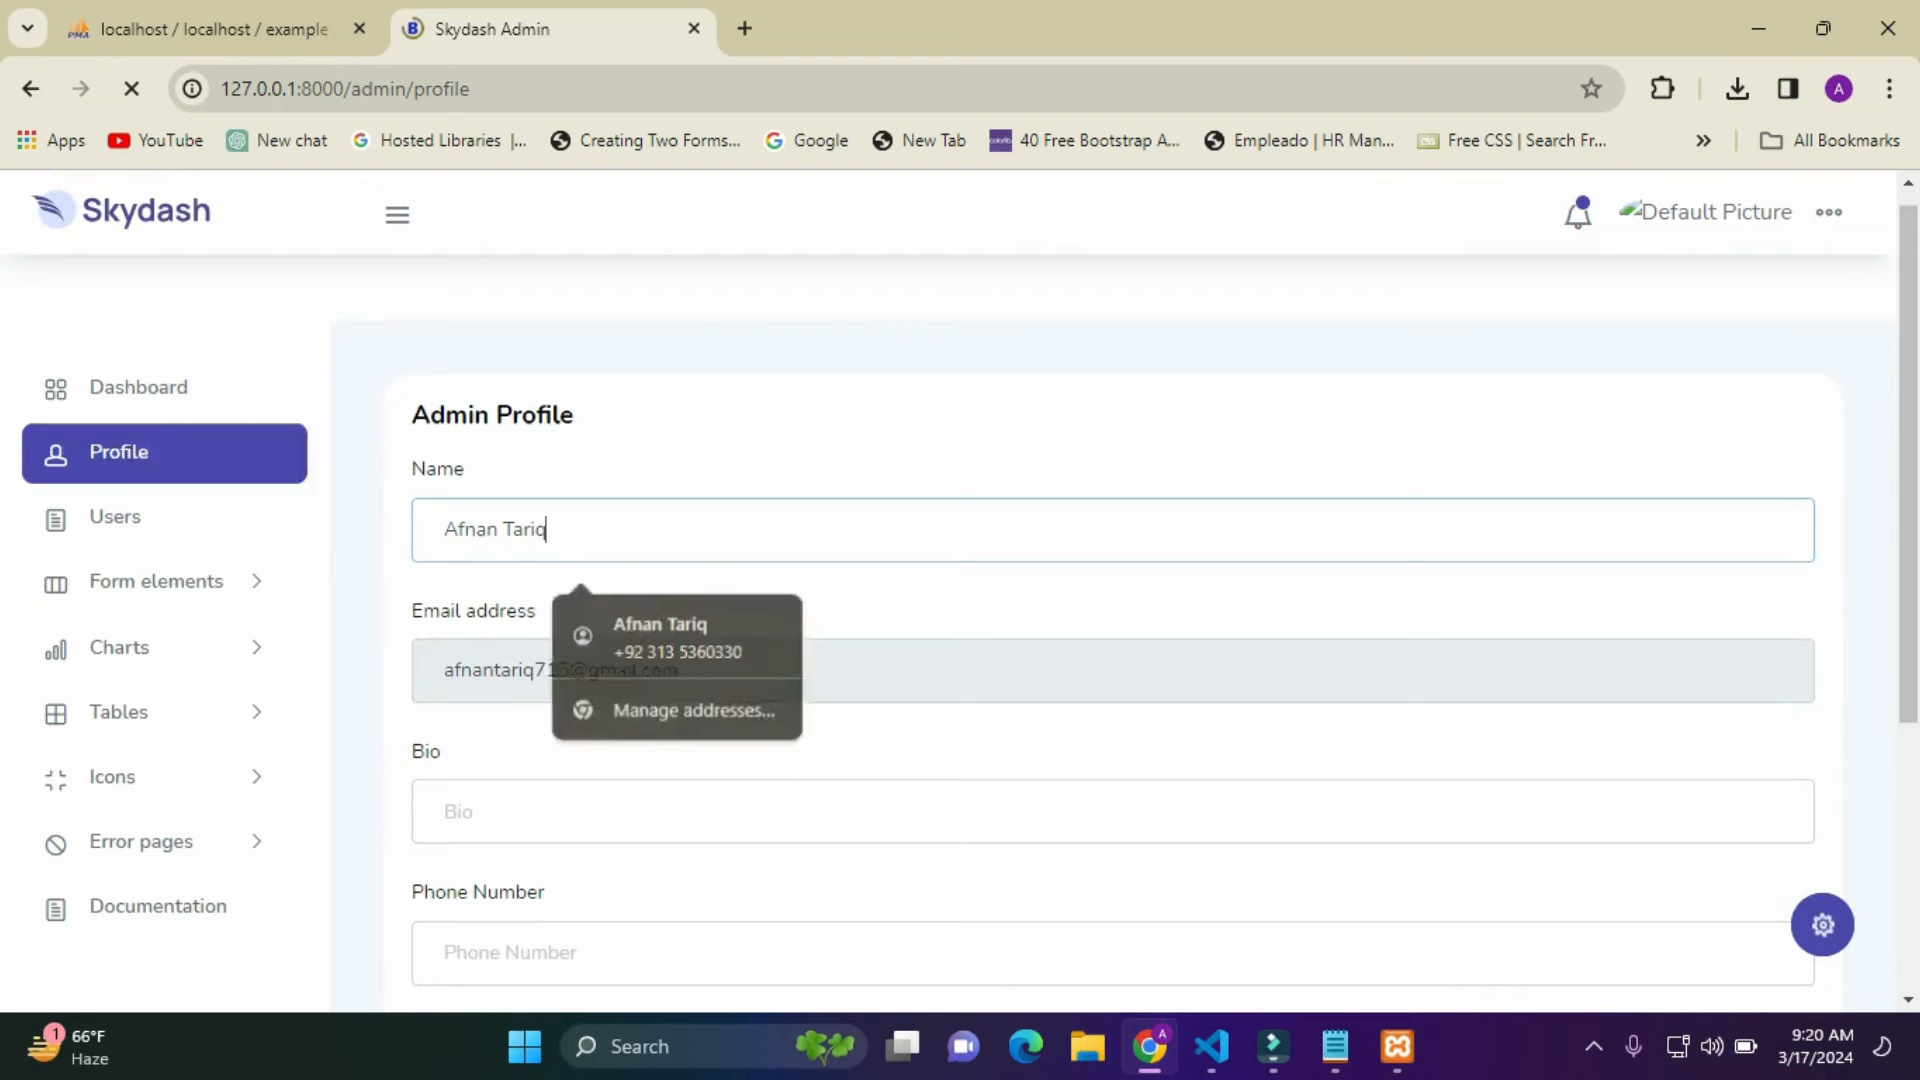 localhost / localhost / example
Skydash Admin
127.0.0.1:8000/admin/profile
A
Apps
YouTube
New chat
Hosted Libraries |...
Creating Two Forms...
Google
New Tab
40 Free Bootstrap A...
Empleado | HR Man...
Free CSS | Search Fr...
All Bookmarks
Skydash
Default Picture
Dashboard
Profile
Users
Form elements
Charts
Tables
Icons
Error pages
Documentation
Admin Profile
Name
Afnan Tariq
Email address
Afnan Tariq
+92 313 5360330
Manage addresses...
Bio
Bio
Phone Number
Phone Number
1
66°F
Haze
Search
A
9:20 AM
3/17/2024